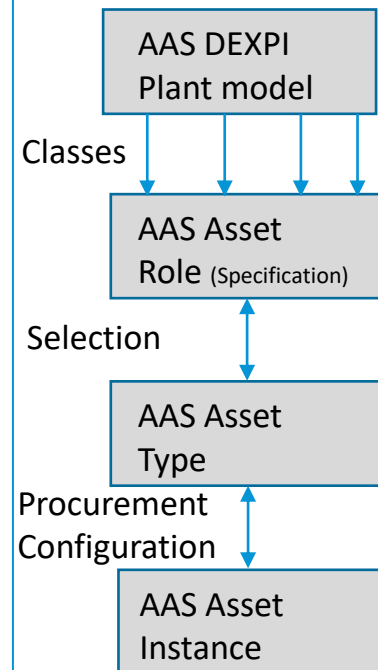 AAS DEXPI
Plant model
Classes
AAS Asset
Role (Specification)
Selection
AAS Asset
Type
Procurement
Configuration
AAS Asset
Instance